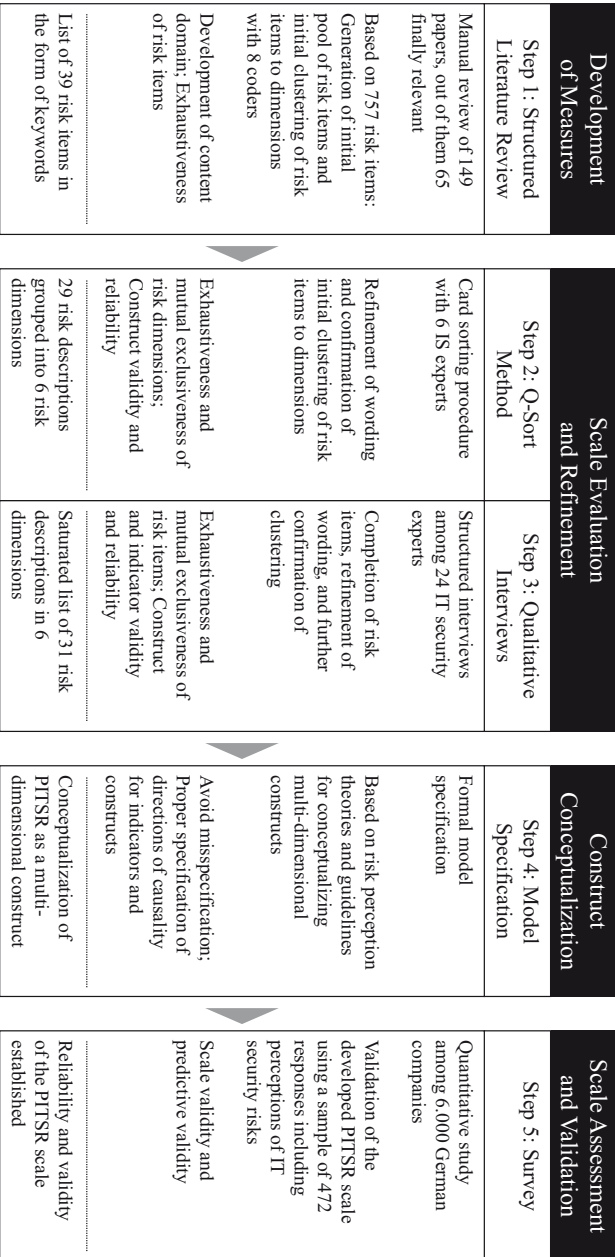 Development
of Measures
Step 1: Structured
Literature Review
Manual review of 149
papers, out of them 65
finally relevant
Based on 757 risk items:
Generation of initial
pool of risk items and
initial clustering of risk
items to dimensions
with 8 coders
Development of content
domain; Exhaustiveness
of risk items
List of 39 risk items in
the form of keywords
Scale Evaluation
and Refinement
Step 2: Q-Sort
Method
Card sorting procedure
with 6 IS experts
Refinement of wording
and confirmation of
initial clustering of risk
items to dimensions
Exhaustiveness and
mutual exclusiveness of
risk dimensions;
Construct validity and
reliability
29 risk descriptions
grouped into 6 risk
dimensions
Step 3: Qualitative
Interviews
Structured interviews
among 24 IT security
experts
Completion of risk
items, refinement of
wording, and further
confirmation of
clustering
Exhaustiveness and
mutual exclusiveness of
risk items; Construct
and indicator validity
and reliability
Saturated list of 31 risk
descriptions in 6
dimensions
Construct
Conceptualization
Step 4: Model
Specification
Formal model
specification
Based on risk perception
theories and guidelines
for conceptualizing
multi-dimensional
constructs
Avoid misspecification;
Proper specification of
directions of causality
for indicators and
constructs
Conceptualization of
PITSR as a multi-
dimensional construct
Scale Assessment
and Validation
Step 5: Survey
Quantitative study
among 6.000 German
companies
Validation of the
developed PITSR scale
using a sample of 472
responses including
perceptions of IT
security risks
Scale validity and
predictive validity
Reliability and validity
of the PITSR scale
established